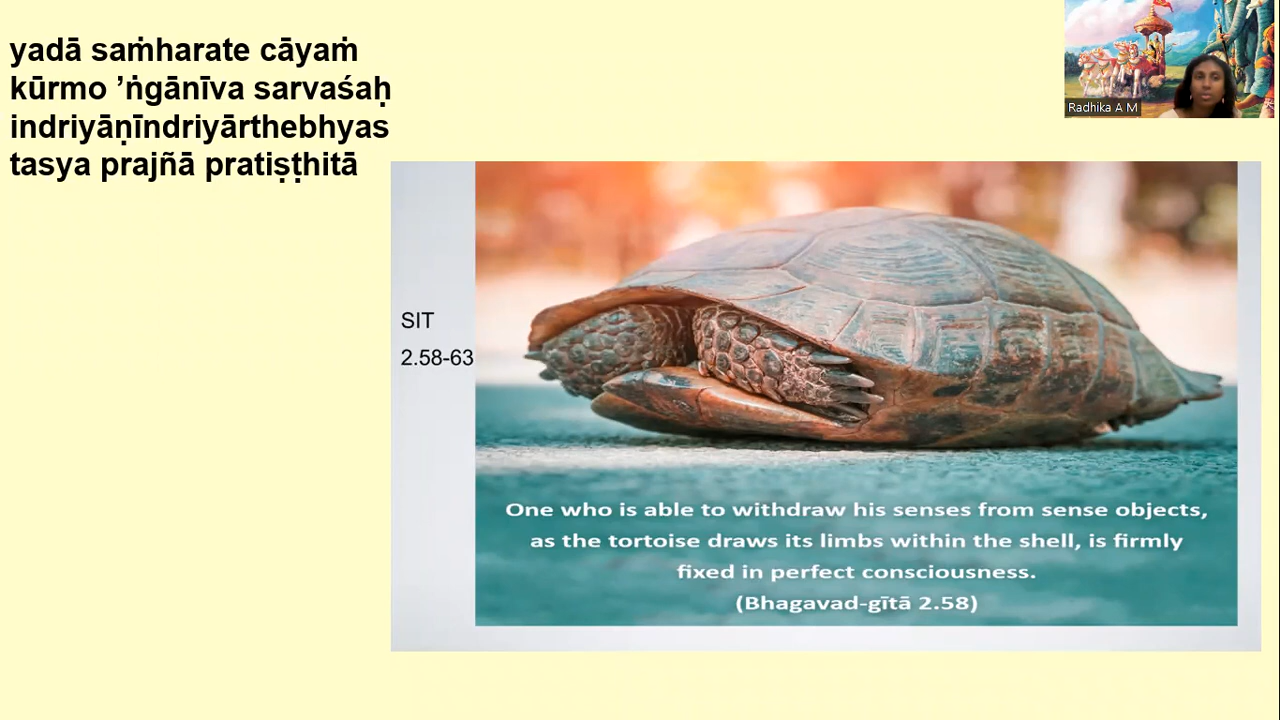 yadā saṁharate cāyaṁ
kūrmo ’ṅgānīva sarvaśaḥ
indriyāṇīndriyārthebhyas
tasya prajñā pratiṣṭhitā
Radhika A M
SIT
2.58-63
One who is able to withdraw his senses from sense objects,
as the tortoise draws its limbs within the shell, is firmly
fixed in perfect consciousness.
(Bhagavad-gītā 2.58)